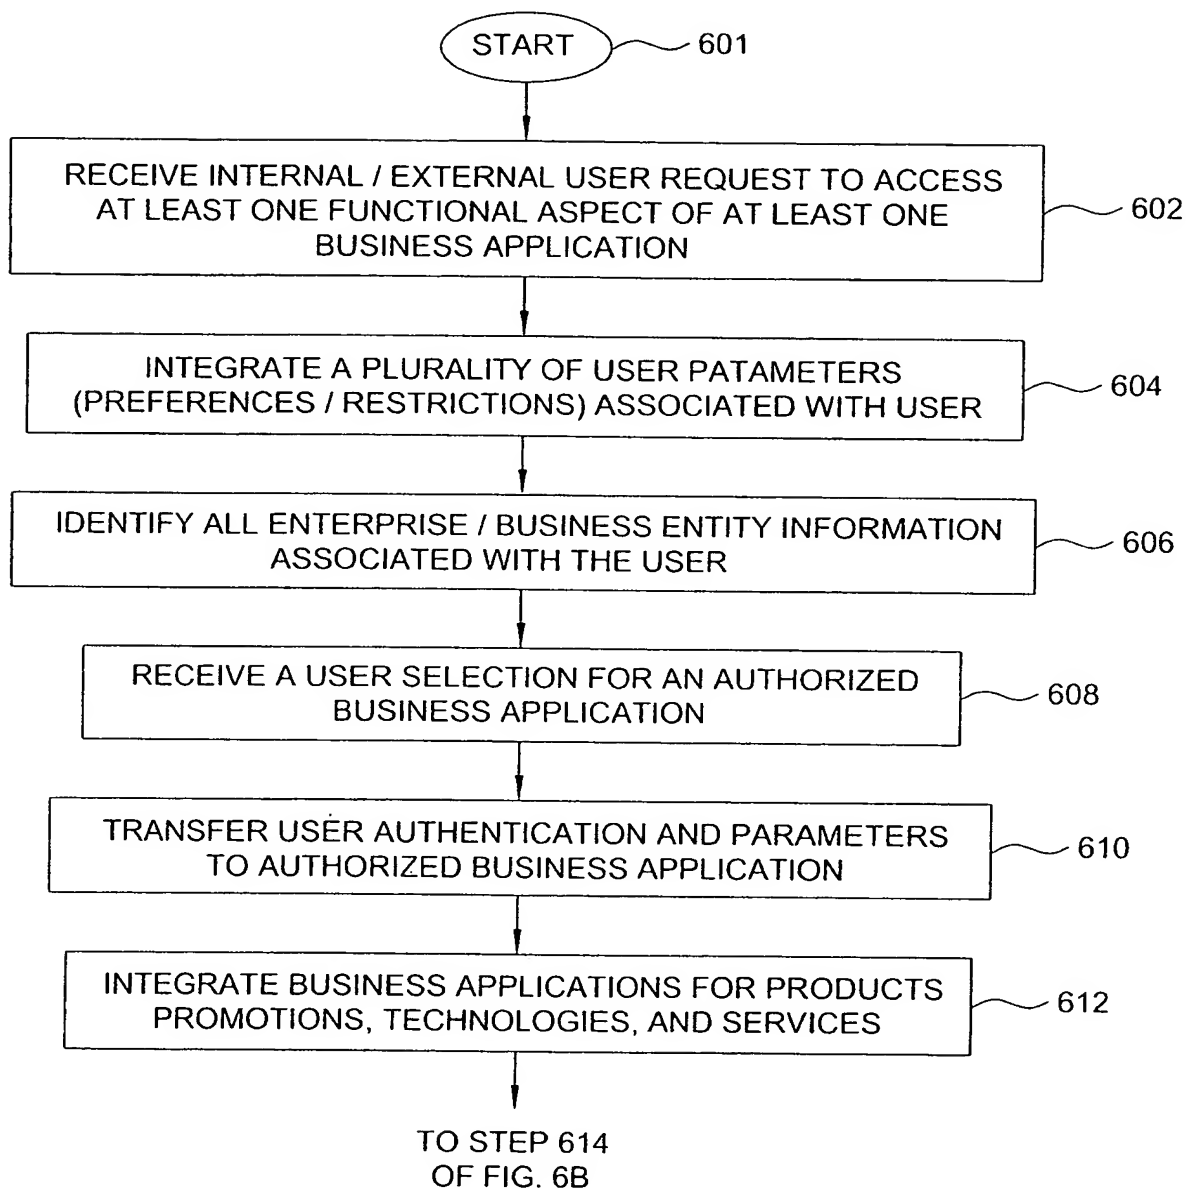 START
601
RECEIVE INTERNAL / EXTERNAL USER REQUEST TO ACCESS
AT LEAST ONE FUNCTIONAL ASPECT OF AT LEAST ONE
BUSINESS APPLICATION
602
INTEGRATE A PLURALITY OF USER PATAMETERS
(PREFERENCES / RESTRICTIONS) ASSOCIATED WITH USER
604
IDENTIFY ALL ENTERPRISE / BUSINESS ENTITY INFORMATION
ASSOCIATED WITH THE USER
606
RECEIVE A USER SELECTION FOR AN AUTHORIZED
BUSINESS APPLICATION
608
TRANSFER USER AUTHENTICATION AND PARAMETERS
TO AUTHORIZED BUSINESS APPLICATION
610
INTEGRATE BUSINESS APPLICATIONS FOR PRODUCTS
PROMOTIONS, TECHNOLOGIES, AND SERVICES
612
TO STEP 614
OF FIG. 6B